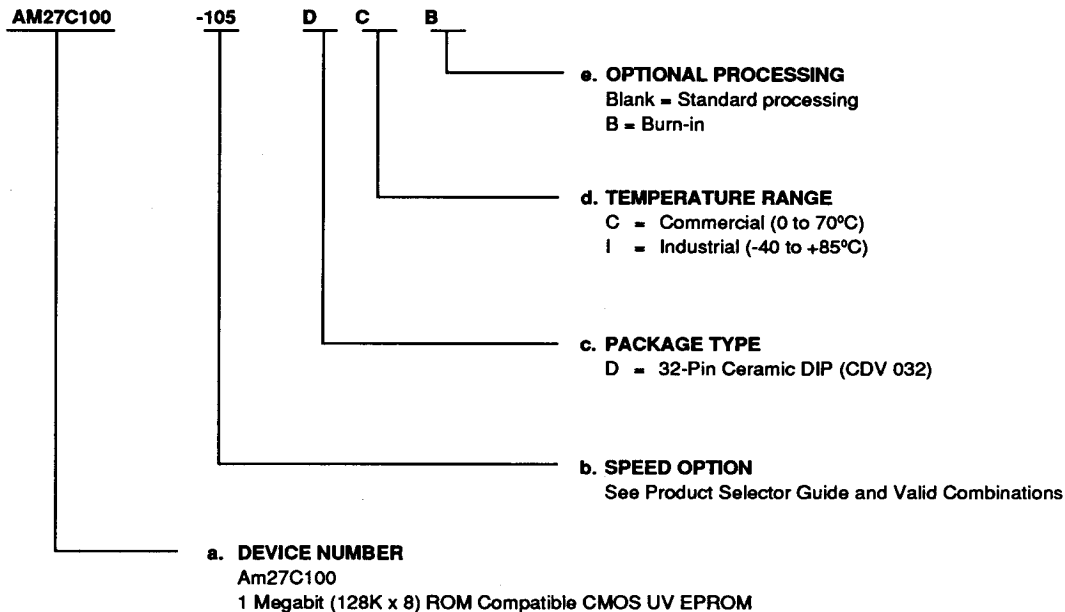 AM27C100 -105 D C B
e. OPTIONAL PROCESSING
Blank = Standard processing
B = Burn-in
d. TEMPERATURE RANGE
C = Commercial (0 to 70ºC)
I = Industrial (-40 to +85ºC)
c. PACKAGE TYPE
D = 32-Pin Ceramic DIP (CDV 032)
b. SPEED OPTION
See Product Selector Guide and Valid Combinations
a. DEVICE NUMBER
Am27C100
1 Megabit (128K x 8) ROM Compatible CMOS UV EPROM